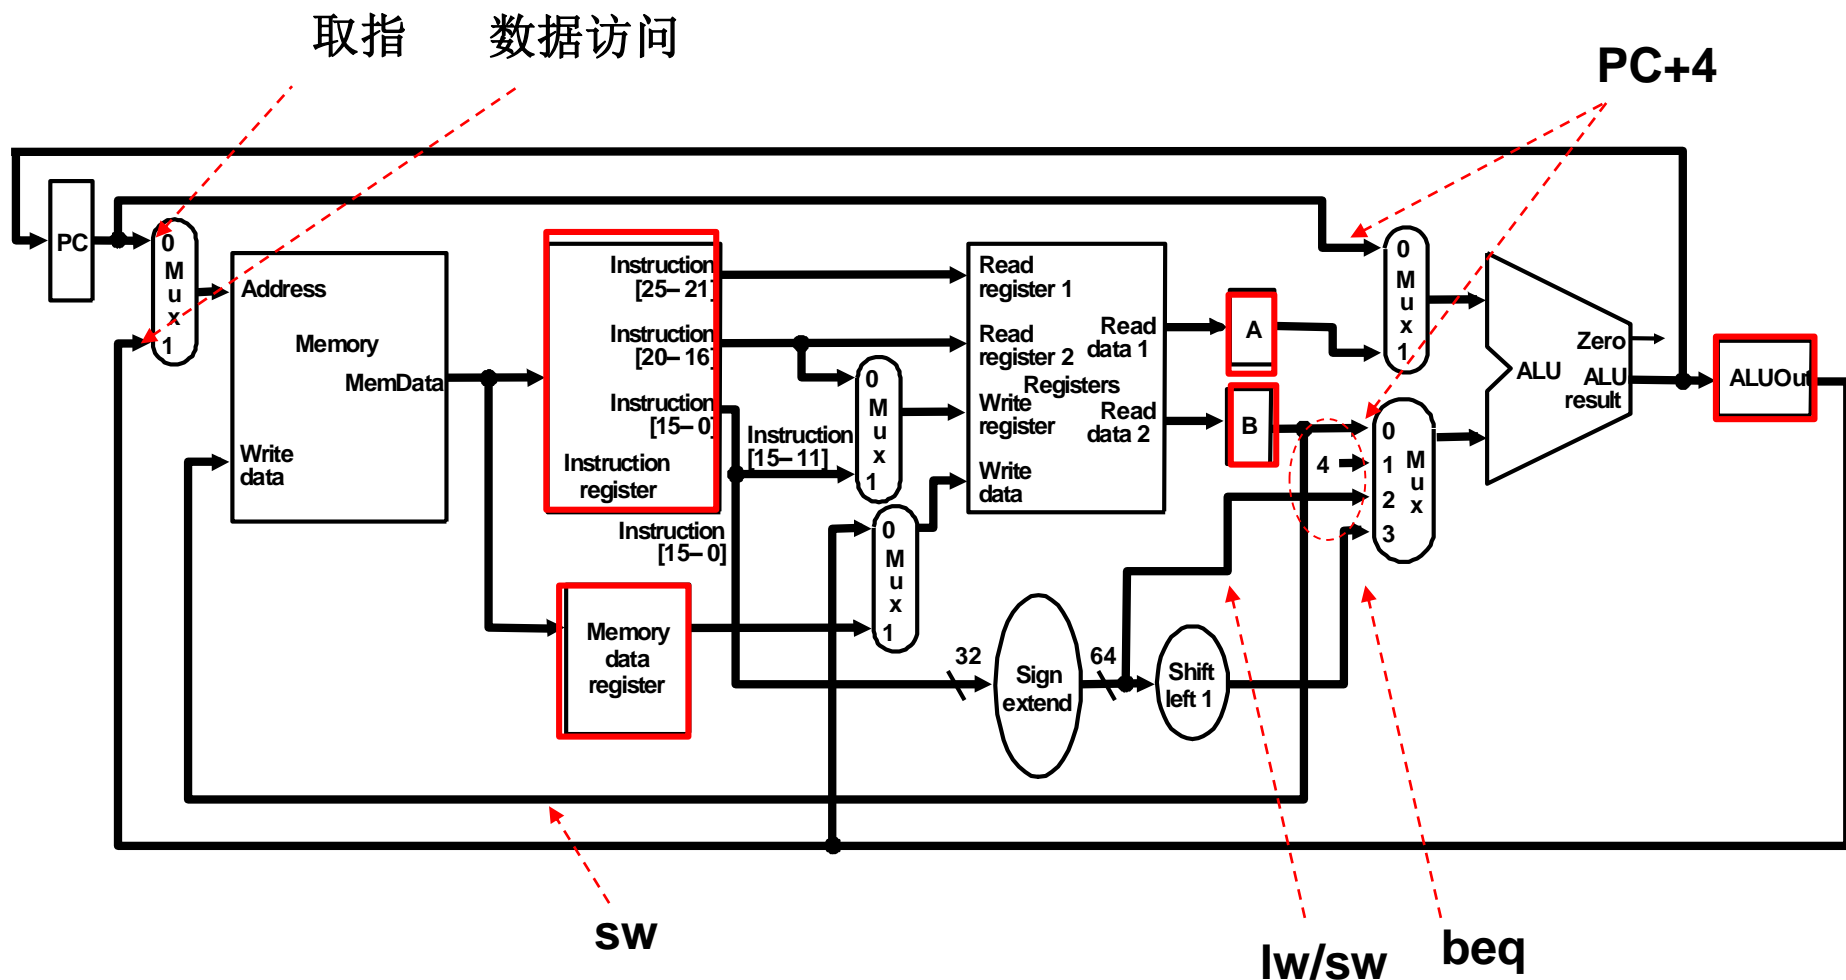 取指
数据访问
PC+4
PC
0
M
u
x
1
Address
Memory
MemData
Write
data
Instruction
[25–21]
Instruction
[20–16]
Instruction
[15–0]
Instruction
register
Instruction
[15–11]
Instruction
[15–0]
Memory
data
register
0
M
u
x
1
0
M
u
x
1
Read
register 1
Read
register 2
Registers
Write
register
Write
data
Read
data 1
Read
data 2
A
B
4
0
M
u
x
1
0
1
2
3
M
u
x
Zero
ALU
ALU
result
ALUOut
32
Sign
extend
64
Shift
left 1
sw
lw/sw
beq